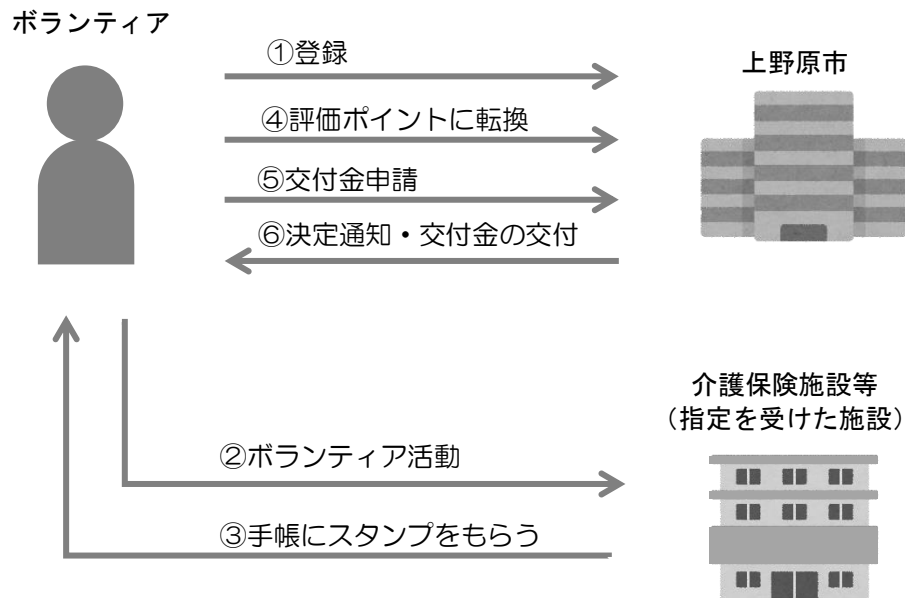 ボランティア
①登録
上野原市
④評価ポイントに転換
⑤交付金申請
⑥決定通知・交付金の交付
介護保険施設等
（指定を受けた施設）
②ボランティア活動
③手帳にスタンプをもらう